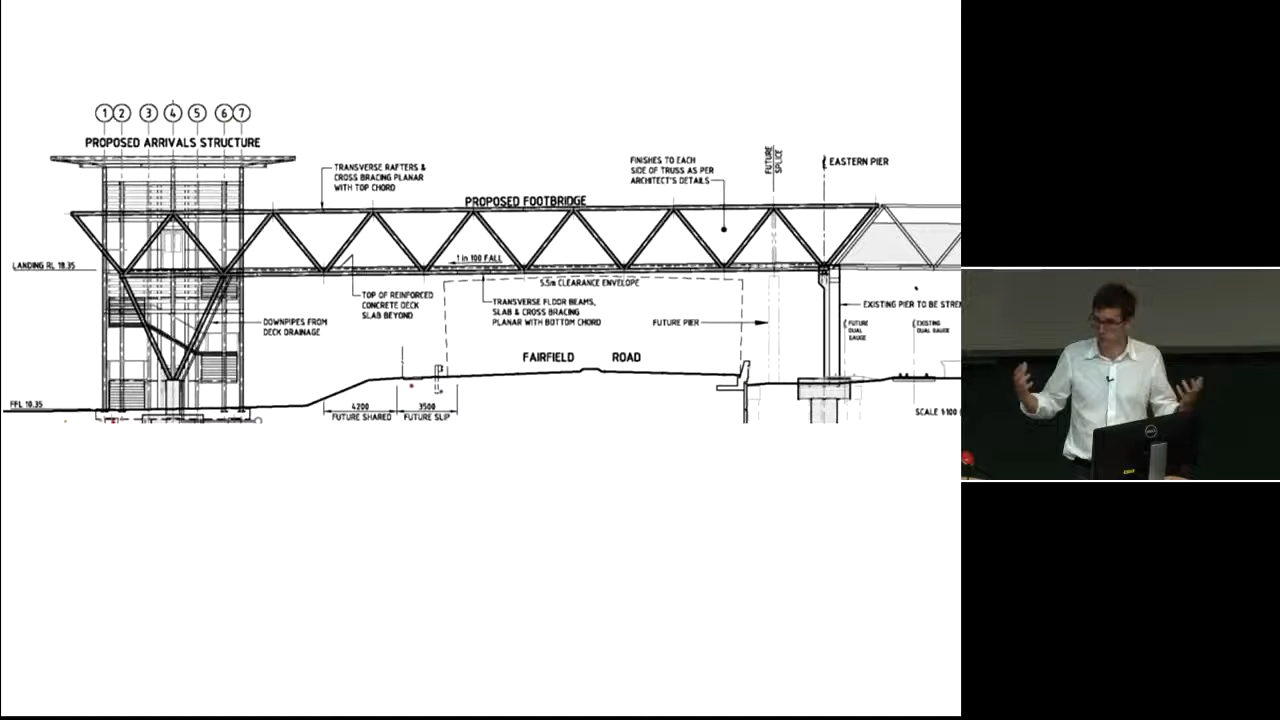 1 2 3 4 5 6 7
PROPOSED ARRIVALS STRUCTURE
TRANSVERSE RAFTERS &
CROSS BRACING PLANAR
WITH TOP CHORD
PROPOSED FOOTBRIDGE
FINISHES TO EACH
SIDE OF TRUSS AS PER
ARCHITECT'S DETAILS
FUTURE
SPLICE
EASTERN PIER
LANDING RL 18.35
1 in 100 FALL
5.5m CLEARANCE ENVELOPE
TOP OF REINFORCED
CONCRETE DECK
SLAB BEYOND
TRANSVERSE FLOOR BEAMS,
SLAB & CROSS BRACING
PLANAR WITH BOTTOM CHORD
DOWNPIPES FROM
DECK DRAINAGE
FUTURE PIER
EXISTING PIER TO BE STREN
FUTURE
DUAL
GAUGE
EXISTING
DUAL GAUGE
FAIRFIELD ROAD
FFL 10.35
4200
FUTURE SHARED
3500
FUTURE SLIP
SCALE 1:100
DELL